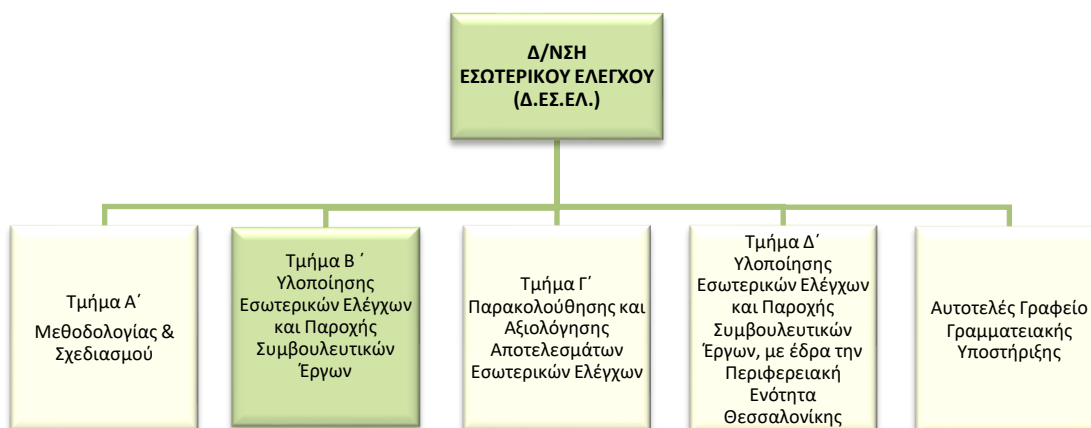 Δ/ΝΣΗ
ΕΣΩΤΕΡΙΚΟΥ ΕΛΕΓΧΟΥ
(Δ.ΕΣ.ΕΛ.)
Τμήμα Α΄
Μεθοδολογίας &
Σχεδιασμού
Τμήμα Β ΄
Υλοποίησης
Εσωτερικών Ελέγχων
και Παροχής
Συμβουλευτικών
Έργων
Τμήμα Γ΄
Παρακολούθησης και
Αξιολόγησης
Αποτελεσμάτων
Εσωτερικών Ελέγχων
Τμήμα Δ΄
Υλοποίησης
Εσωτερικών Ελέγχων
και Παροχής
Συμβουλευτικών
Έργων, με έδρα την
Περιφερειακή
Ενότητα
Θεσσαλονίκης
Αυτοτελές Γραφείο
Γραμματειακής
Υποστήριξης